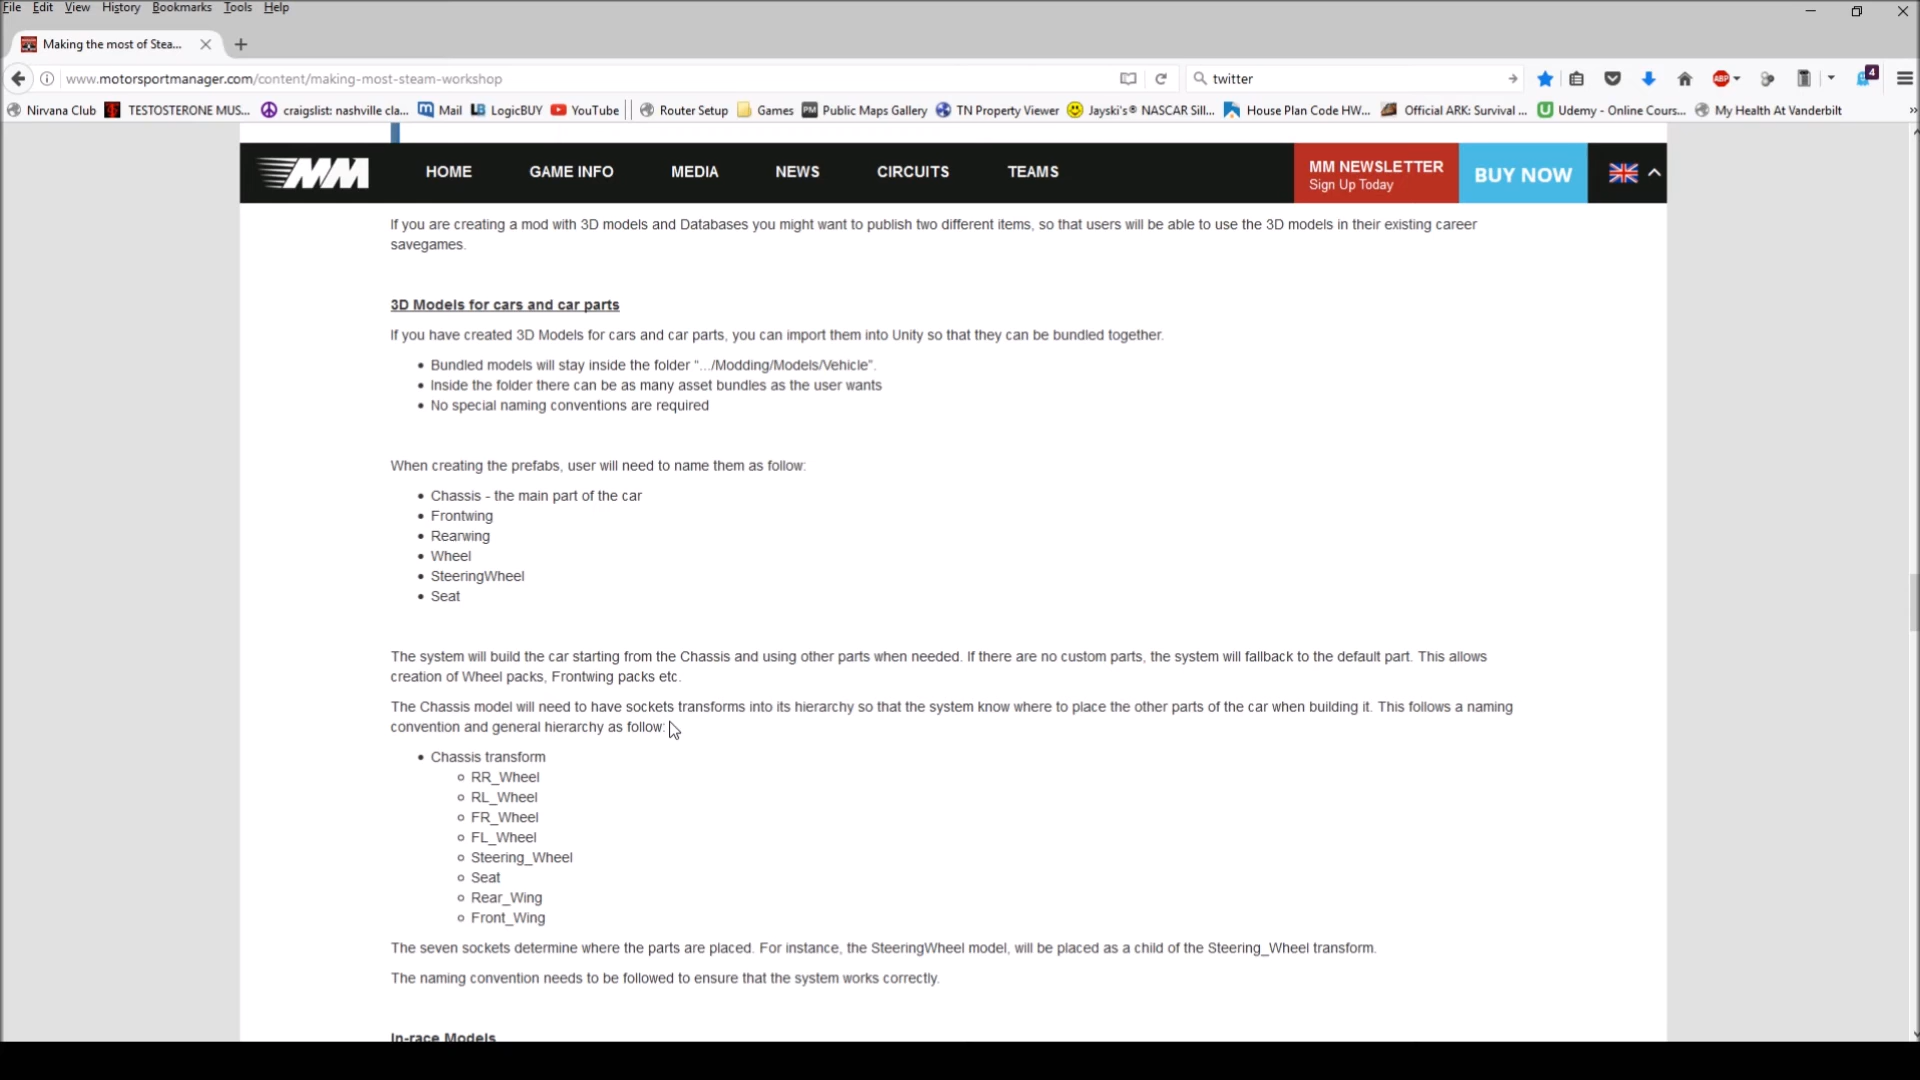 File Edit View History Bookmarks Tools Help
Making the most of Stea...
www.motorsportmanager.com/content/making-most-steam-workshop
twitter
4
Nirvana Club TESTOSTERONE MUS... craigslist: nashville cla... Mail LogicBUY YouTube Router Setup Games Public Maps Gallery TN Property Viewer Jayski's® NASCAR Sill... House Plan Code HW... Official ARK: Survival ... Udemy - Online Cours... My Health At Vanderbilt
MM HOME GAME INFO MEDIA NEWS CIRCUITS TEAMS
MM NEWSLETTER
Sign Up Today
BUY NOW
If you are creating a mod with 3D models and Databases you might want to publish two different items, so that users will be able to use the 3D models in their existing career
savegames.
3D Models for cars and car parts
If you have created 3D Models for cars and car parts, you can import them into Unity so that they can be bundled together.
Bundled models will stay inside the folder “.../Modding/Models/Vehicle”.
Inside the folder there can be as many asset bundles as the user wants
No special naming conventions are required
When creating the prefabs, user will need to name them as follow:
Chassis - the main part of the car
Frontwing
Rearwing
Wheel
SteeringWheel
Seat
The system will build the car starting from the Chassis and using other parts when needed. If there are no custom parts, the system will fallback to the default part. This allows
creation of Wheel packs, Frontwing packs etc.
The Chassis model will need to have sockets transforms into its hierarchy so that the system know where to place the other parts of the car when building it. This follows a naming
convention and general hierarchy as follow:
Chassis transform
RR_Wheel
RL_Wheel
FR_Wheel
FL_Wheel
Steering_Wheel
Seat
Rear_Wing
Front_Wing
The seven sockets determine where the parts are placed. For instance, the SteeringWheel model, will be placed as a child of the Steering_Wheel transform.
The naming convention needs to be followed to ensure that the system works correctly.
In-race Models